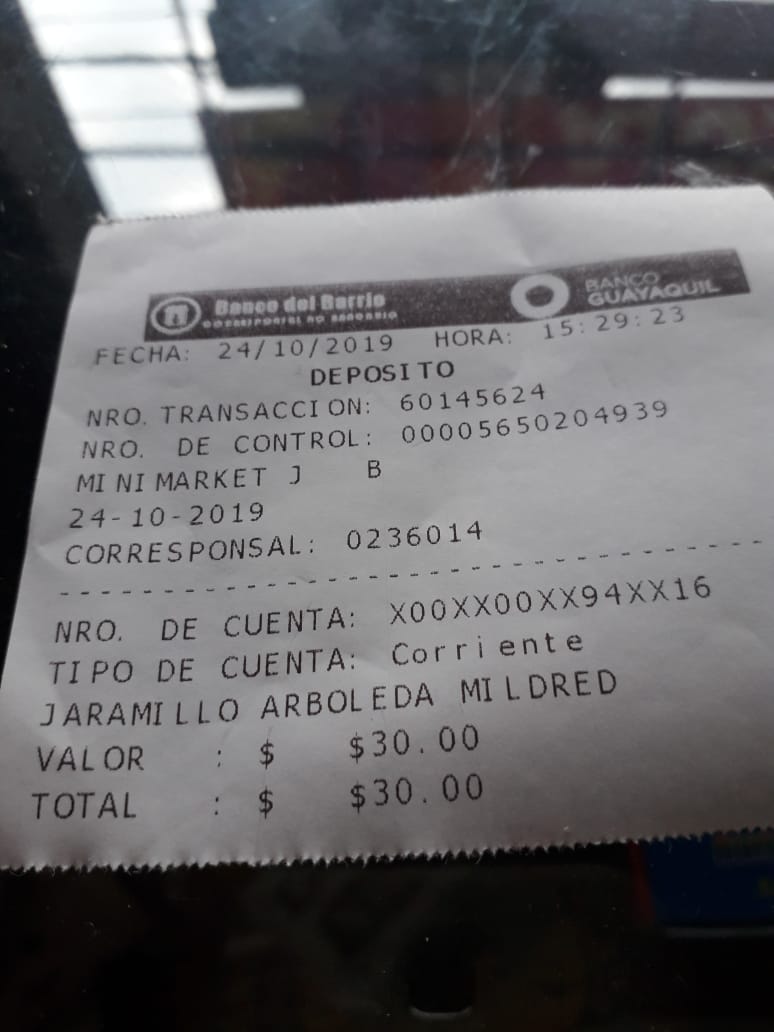 Banco del Barrio
CORRESPONSAL NO BANCARIO
BANCO
GUAYAQUIL
FECHA: 24/10/2019 HORA: 15:29:23
DEPOSITO
NRO. TRANSACCION: 60145624
NRO. DE CONTROL: 00005650204939
MINIMARKET J B
24-10-2019
CORRESPONSAL: 0236014
NRO. DE CUENTA: X00XX00XX94XX16
TIPO DE CUENTA: Corriente
JARAMILLO ARBOLEDA MILDRED
VALOR : $ $30.00
TOTAL : $ $30.00